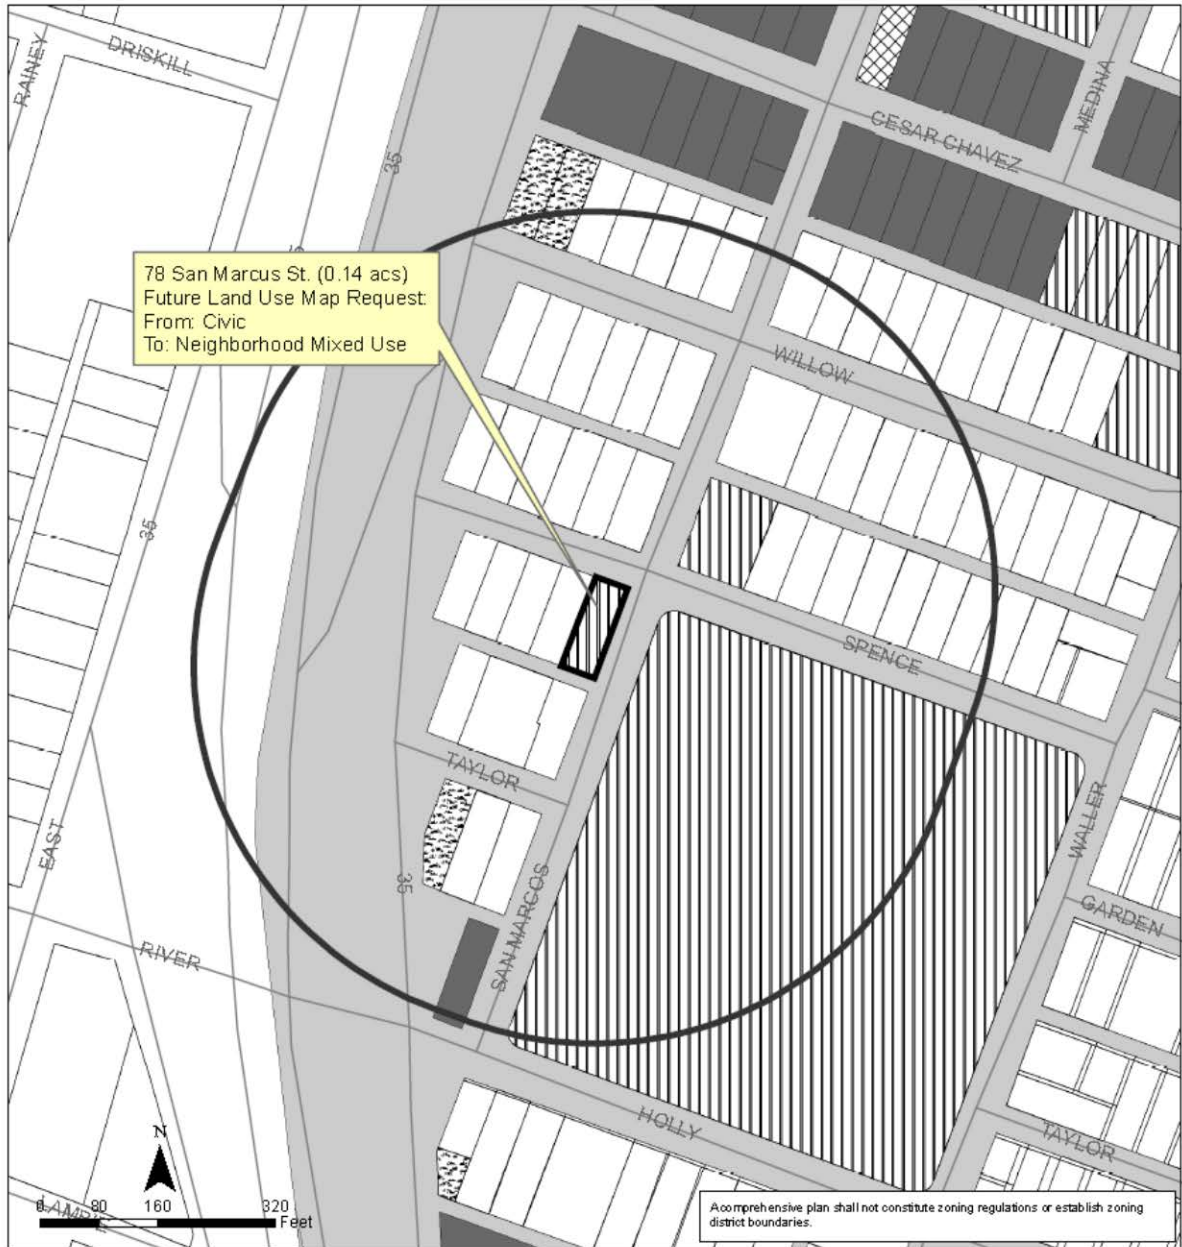 RAINEY
DRISKILL
35
CESAR CHAVEZ
MEDINA
78 San Marcus St. (0.14 acs)
Future Land Use Map Request:
From: Civic
To: Neighborhood Mixed Use
WILLOW
35
SPENCE
TAYLOR
WALLER
EAST
35
SAN MARCOS
GARDEN
RIVER
HOLLY
TAYLOR
N
0 80 160 320
Feet
A comprehensive plan shall not constitute zoning regulations or establish zoning
district boundaries.